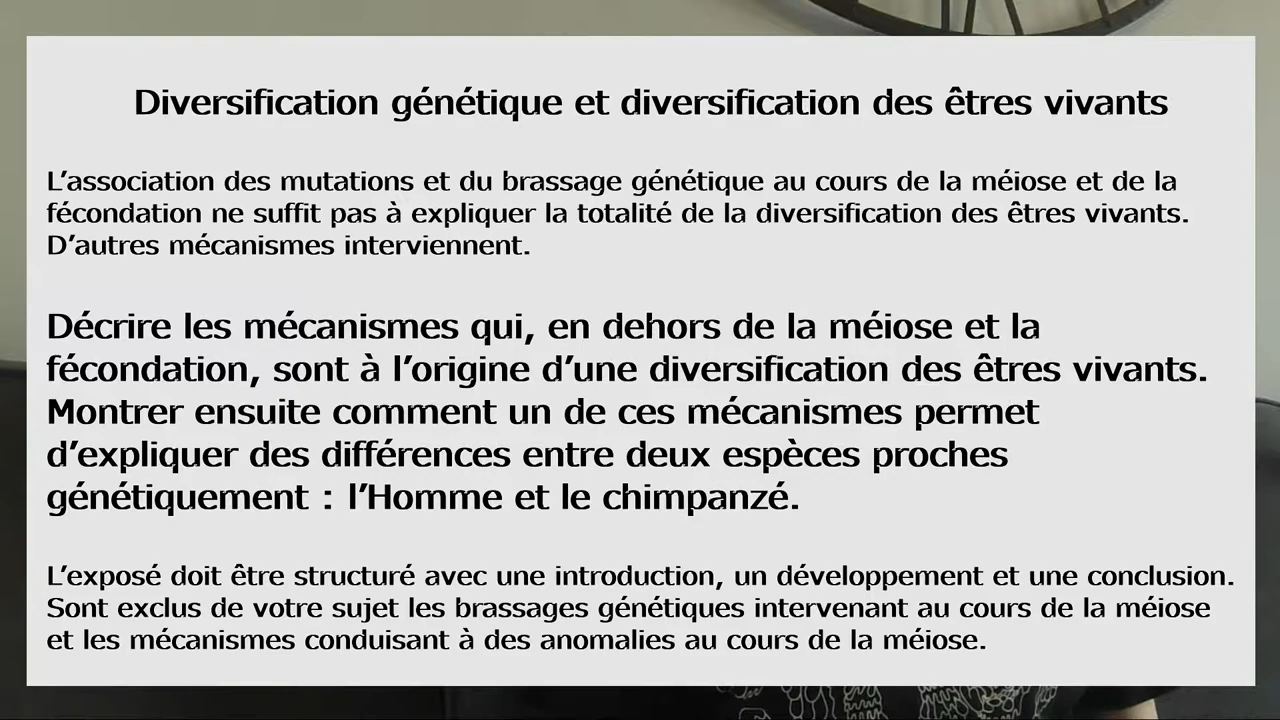 Diversification génétique et diversification des êtres vivants
L’association des mutations et du brassage génétique au cours de la méiose et de la
fécondation ne suffit pas à expliquer la totalité de la diversification des êtres vivants.
D’autres mécanismes interviennent.
Décrire les mécanismes qui, en dehors de la méiose et la
fécondation, sont à l’origine d’une diversification des êtres vivants.
Montrer ensuite comment un de ces mécanismes permet
d’expliquer des différences entre deux espèces proches
génétiquement : l’Homme et le chimpanzé.
L’exposé doit être structuré avec une introduction, un développement et une conclusion.
Sont exclus de votre sujet les brassages génétiques intervenant au cours de la méiose
et les mécanismes conduisant à des anomalies au cours de la méiose.